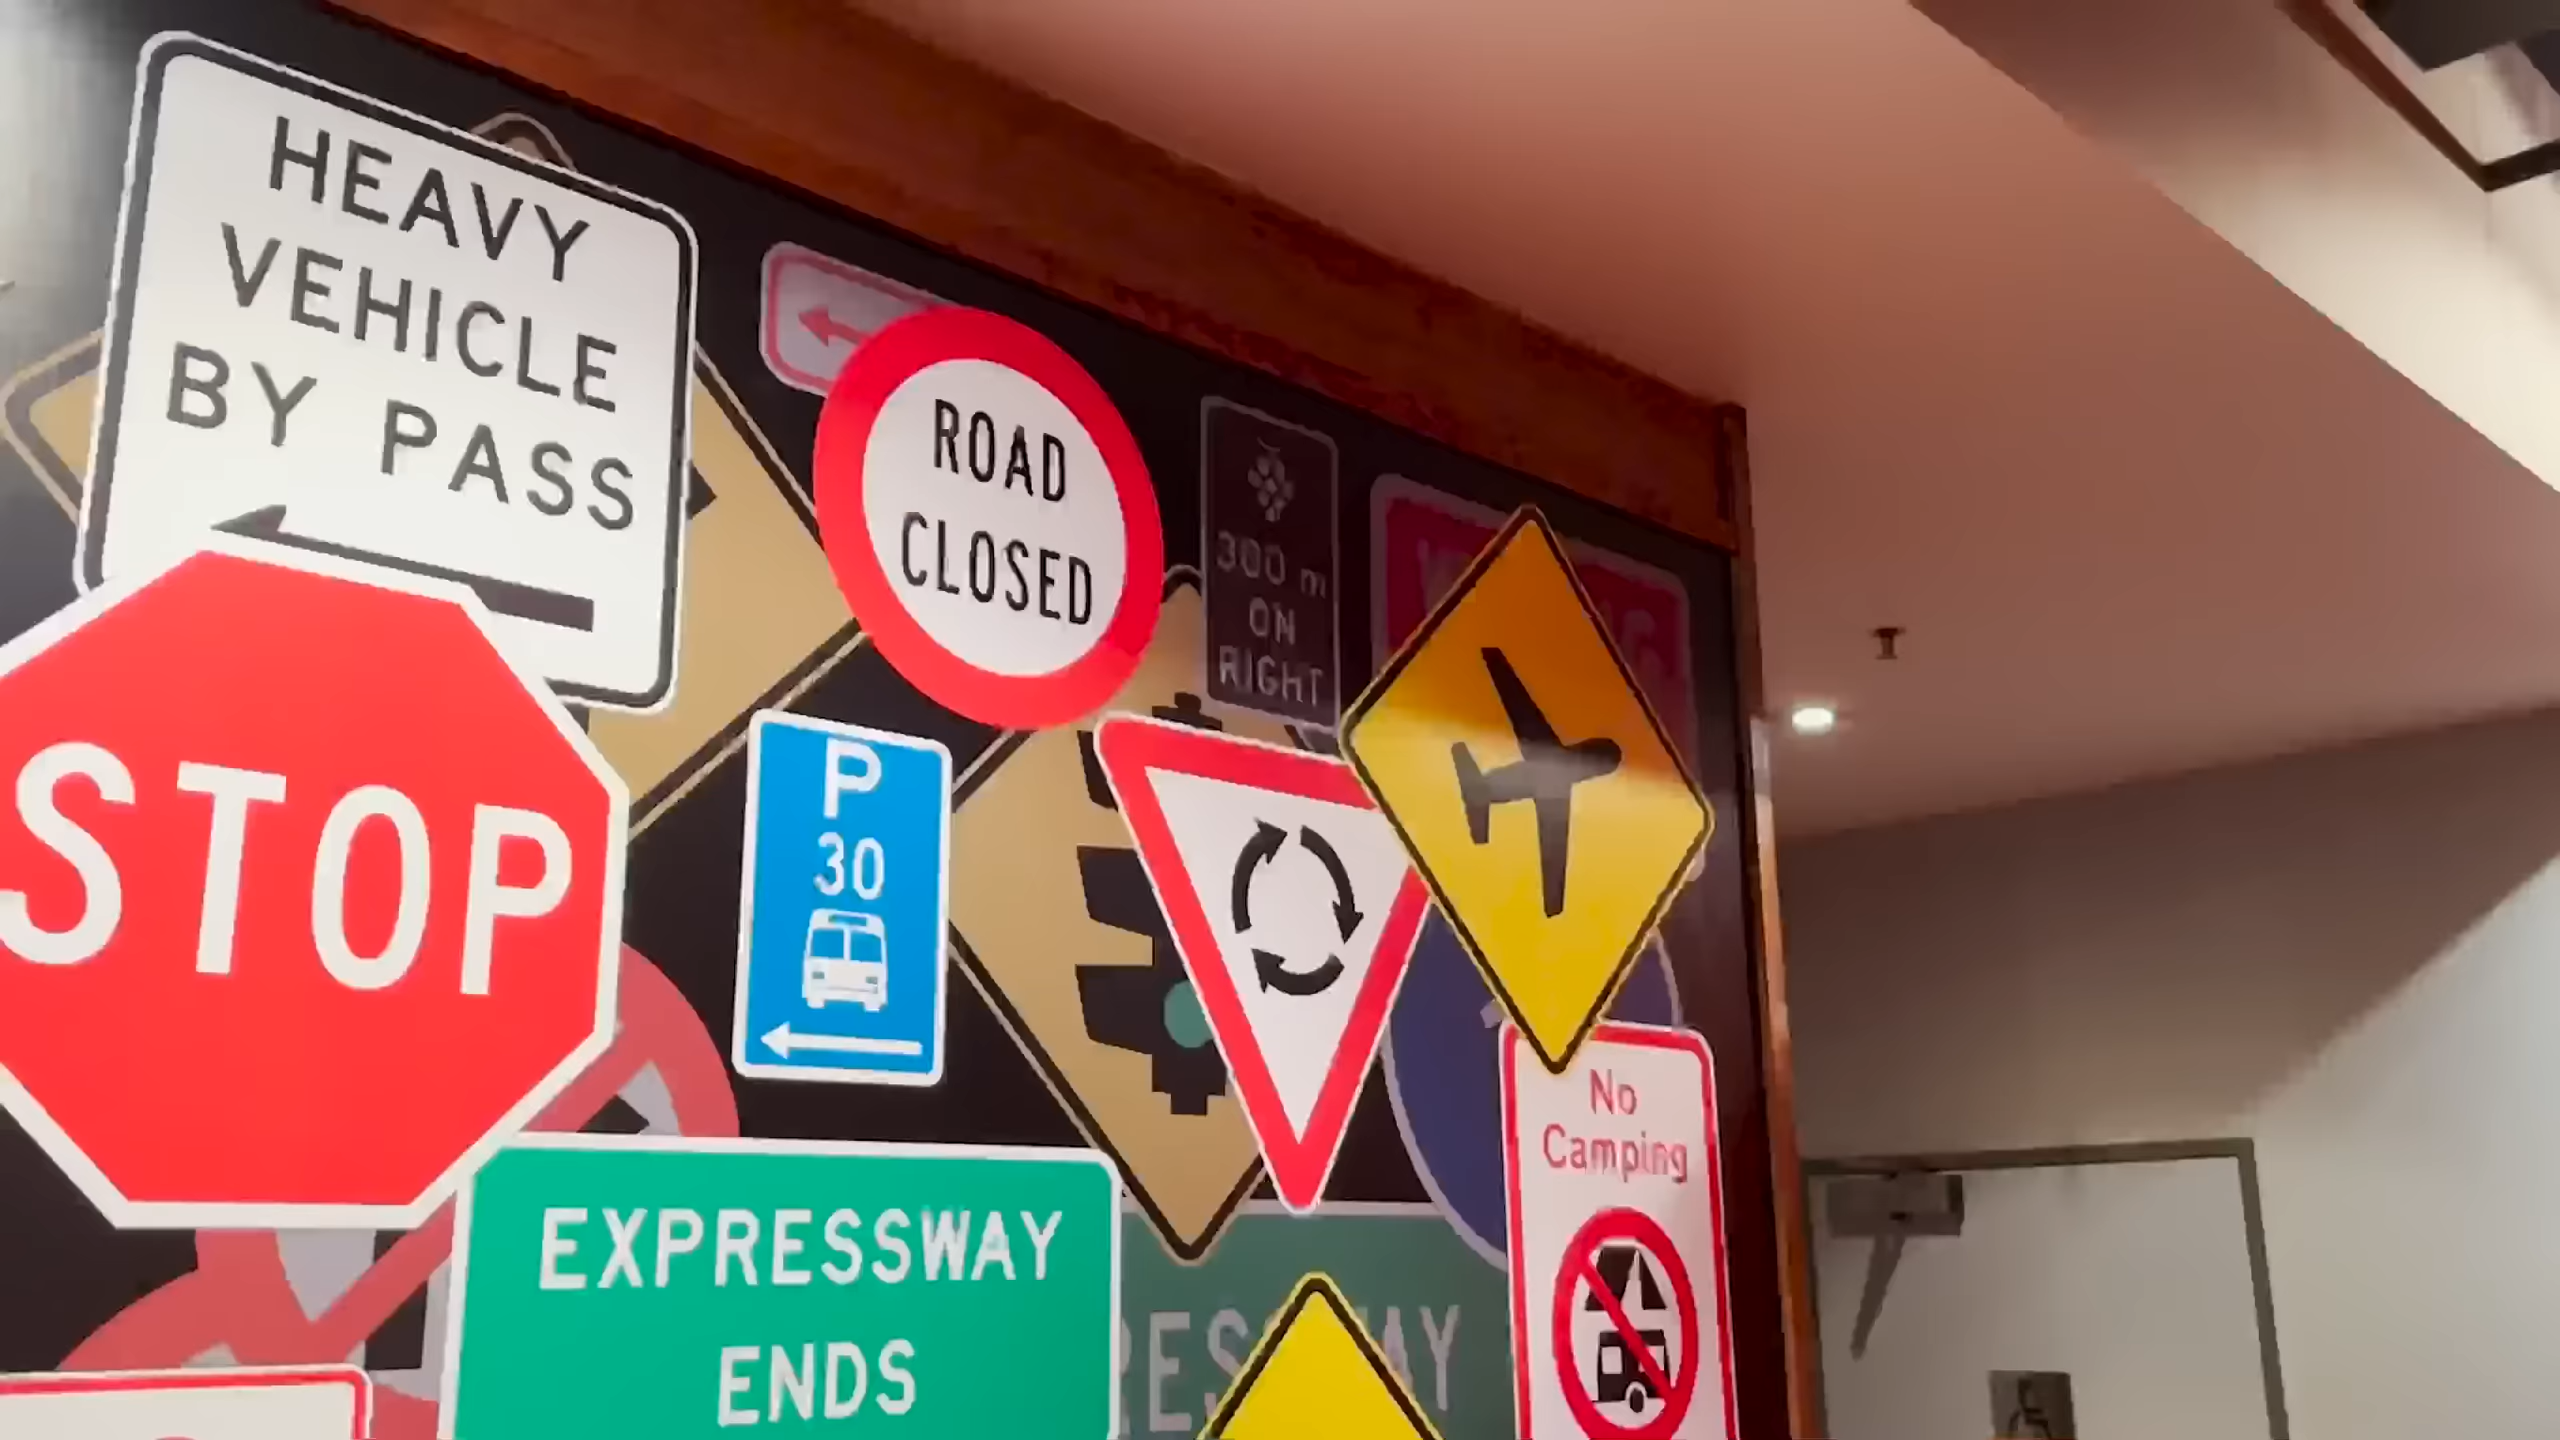 HEAVY
VEHICLE
BY PASS
ROAD
CLOSED
300 m
ON
RIGHT
STOP
P
30
No
Camping
EXPRESSWAY
ENDS